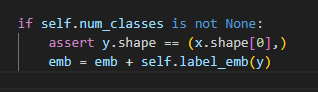 if self.num_classes is not None:
    assert y.shape == (x.shape[0],)
    emb = emb + self.label_emb(y)